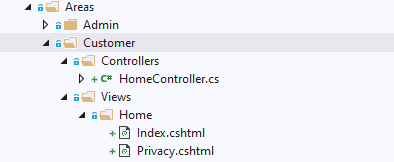 Areas
Admin
Customer
Controllers
C# HomeController.cs
Views
Home
Index.cshtml
Privacy.cshtml